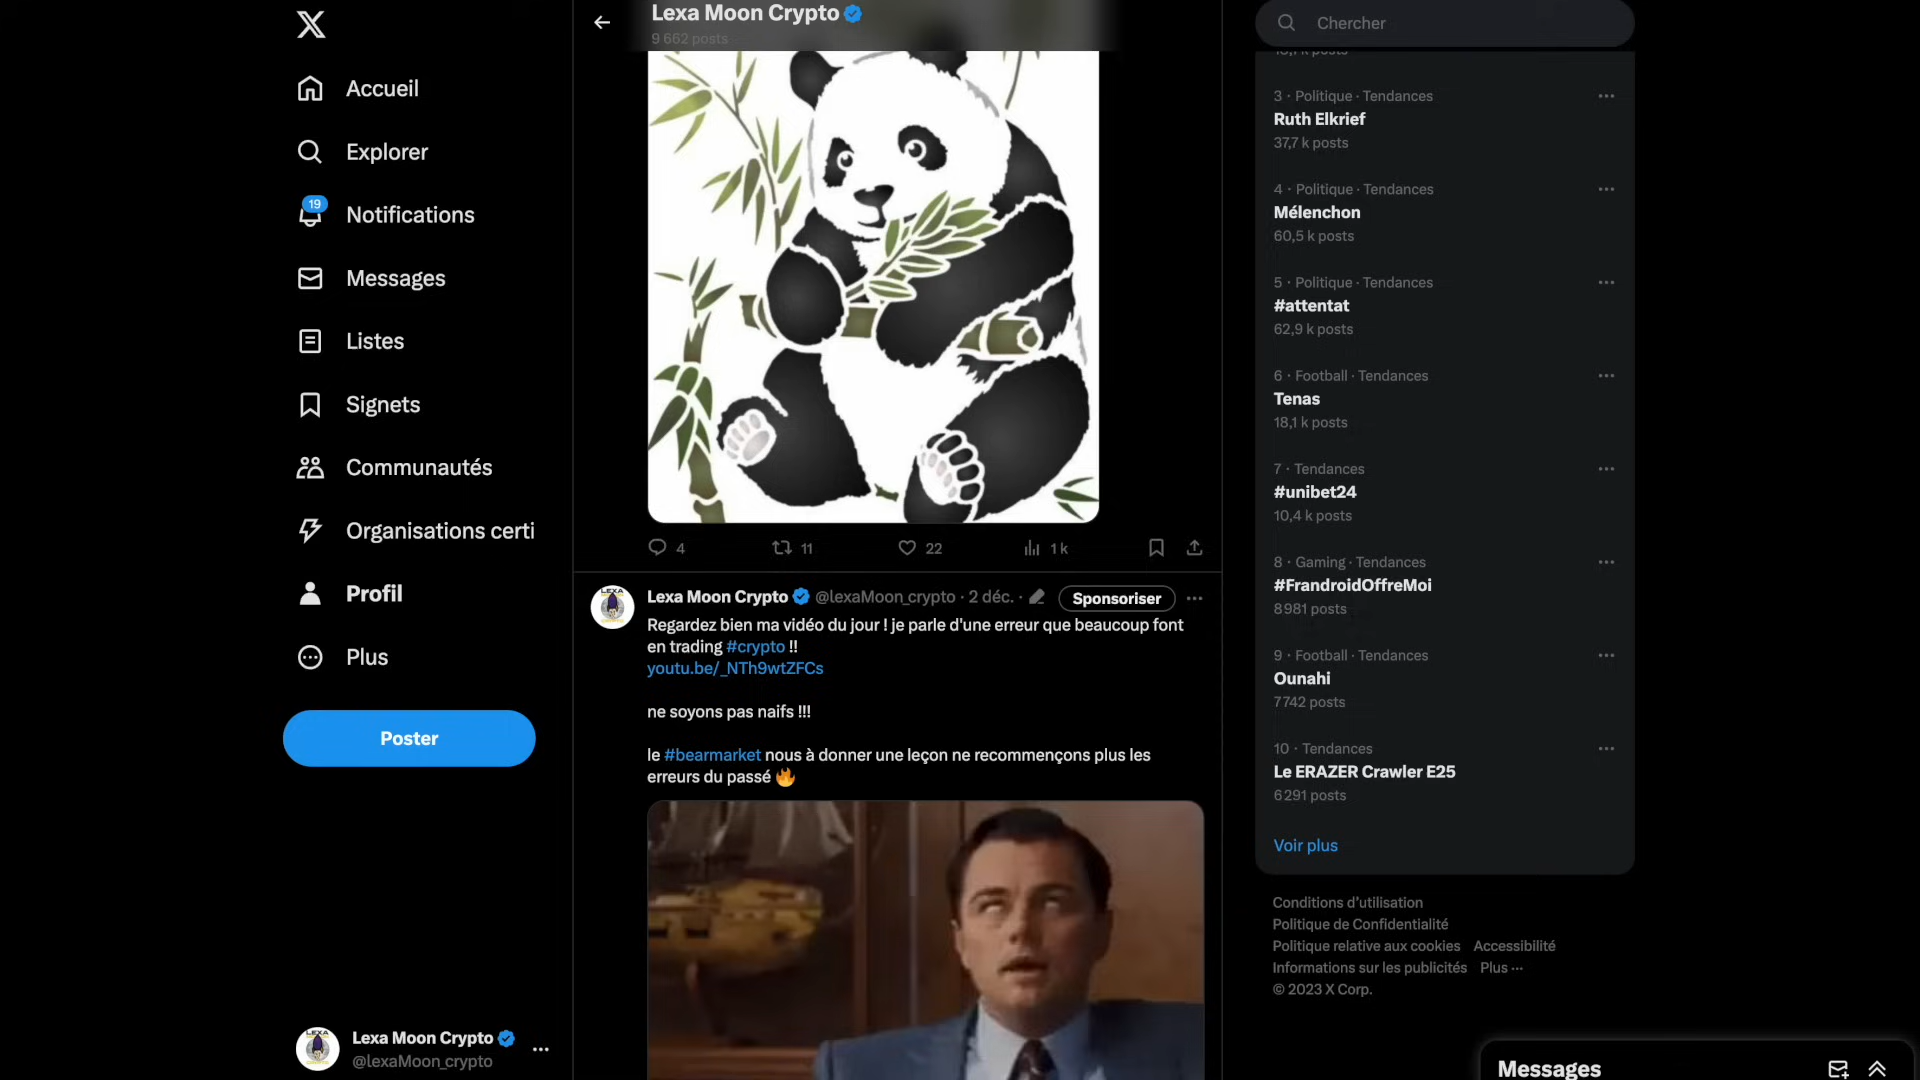 Accueil
Explorer
19
Notifications
Messages
Listes
Signets
Communautés
Organisations certi
Profil
Plus
Poster
Lexa Moon Crypto
@lexaMoon_crypto
Lexa Moon Crypto
9 662 posts
4
11
22
1 k
Lexa Moon Crypto @lexaMoon_crypto · 2 déc. ·
Sponsoriser
Regardez bien ma vidéo du jour ! je parle d'une erreur que beaucoup font
en trading #crypto !!
youtu.be/_NTh9wtZFCs
ne soyons pas naifs !!!
le #bearmarket nous à donner une leçon ne recommençons plus les
erreurs du passé 🔥
Chercher
3 · Politique · Tendances
Ruth Elkrief
37,7 k posts
4 · Politique · Tendances
Mélenchon
60,5 k posts
5 · Politique · Tendances
#attentat
62,9 k posts
6 · Football · Tendances
Tenas
18,1 k posts
7 · Tendances
#unibet24
10,4 k posts
8 · Gaming · Tendances
#FrandroidOffreMoi
8 981 posts
9 · Football · Tendances
Ounahi
7 742 posts
10 · Tendances
Le ERAZER Crawler E25
6 291 posts
Voir plus
Conditions d'utilisation
Politique de Confidentialité
Politique relative aux cookies Accessibilité
Informations sur les publicités Plus ···
© 2023 X Corp.
Messages